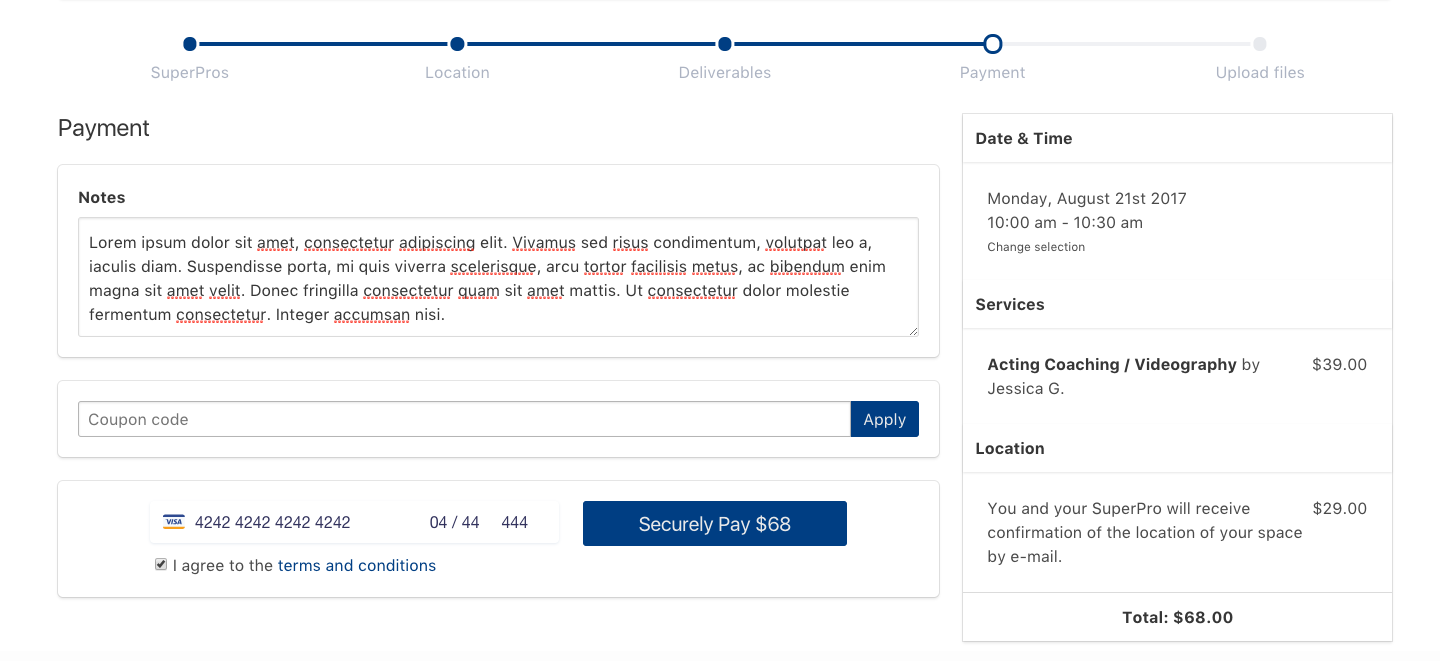 SuperPros
Location
Deliverables
Payment
Upload files
Payment
Notes
Lorem ipsum dolor sit amet, consectetur adipiscing elit. Vivamus sed risus condimentum, volutpat leo a,
iaculis diam. Suspendisse porta, mi quis viverra scelerisque, arcu tortor facilisis metus, ac bibendum enim
magna sit amet velit. Donec fringilla consectetur quam sit amet mattis. Ut consectetur dolor molestie
fermentum consectetur. Integer accumsan nisi.
Coupon code
Apply
VISA
4242 4242 4242 4242
04 / 44
444
Securely Pay $68
I agree to the terms and conditions
Date & Time
Monday, August 21st 2017
10:00 am - 10:30 am
Change selection
Services
Acting Coaching / Videography by
Jessica G.
$39.00
Location
You and your SuperPro will receive
confirmation of the location of your space
by e-mail.
$29.00
Total: $68.00